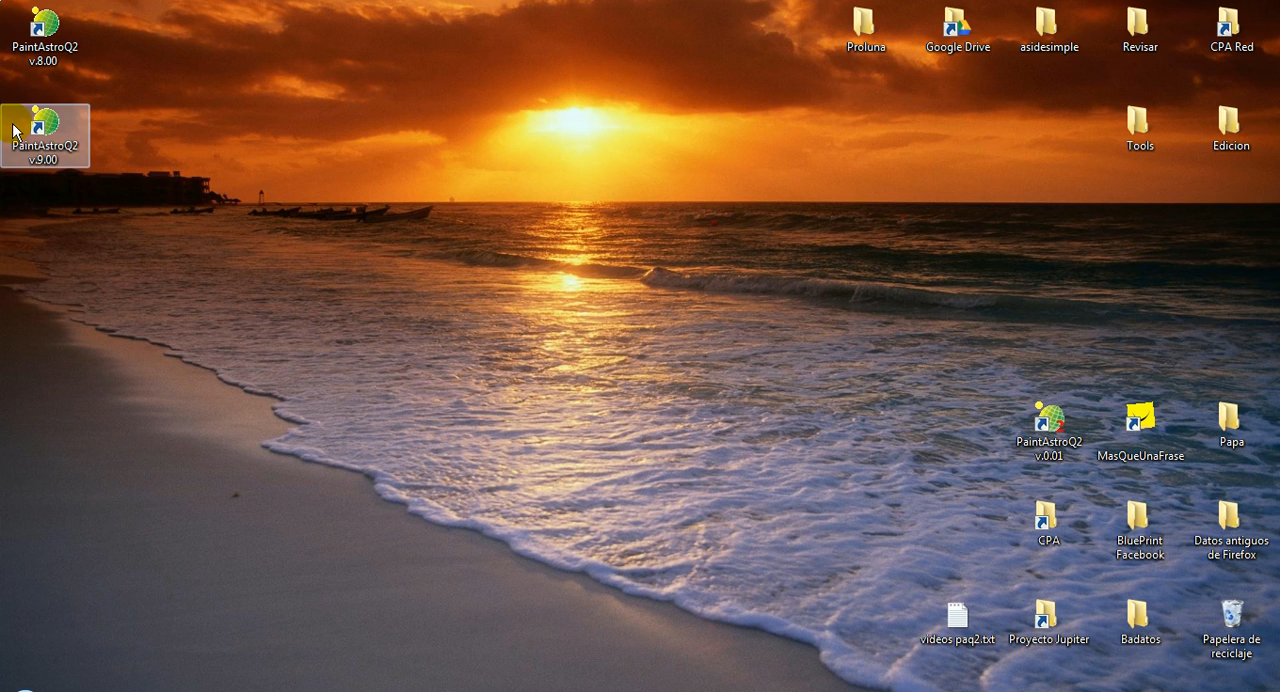 PaintAstroQ2
v.8.00
Proluna
Google Drive
asidesimple
Revisar
CPA Red
PaintAstroQ2
v.9.00
Tools
Edicion
PaintAstroQ2
v.0.01
MasQueUnaFrase
Papa
CPA
BluePrint
Facebook
Datos antiguos
de Firefox
videos paq2.txt
Proyecto Jupiter
Badatos
Papelera de
reciclaje